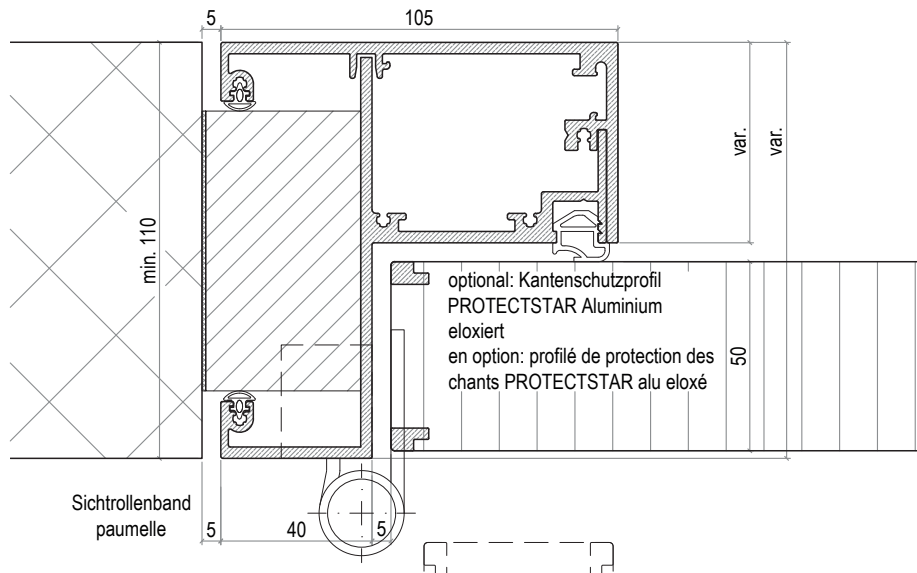 5
105
var.
var.
min. 110
optional: Kantenschutzprofil
PROTECTSTAR Aluminium
eloxiert
en option: profilé de protection des
chants PROTECTSTAR alu eloxé
50
Sichtrollenband
paumelle
5
40
5